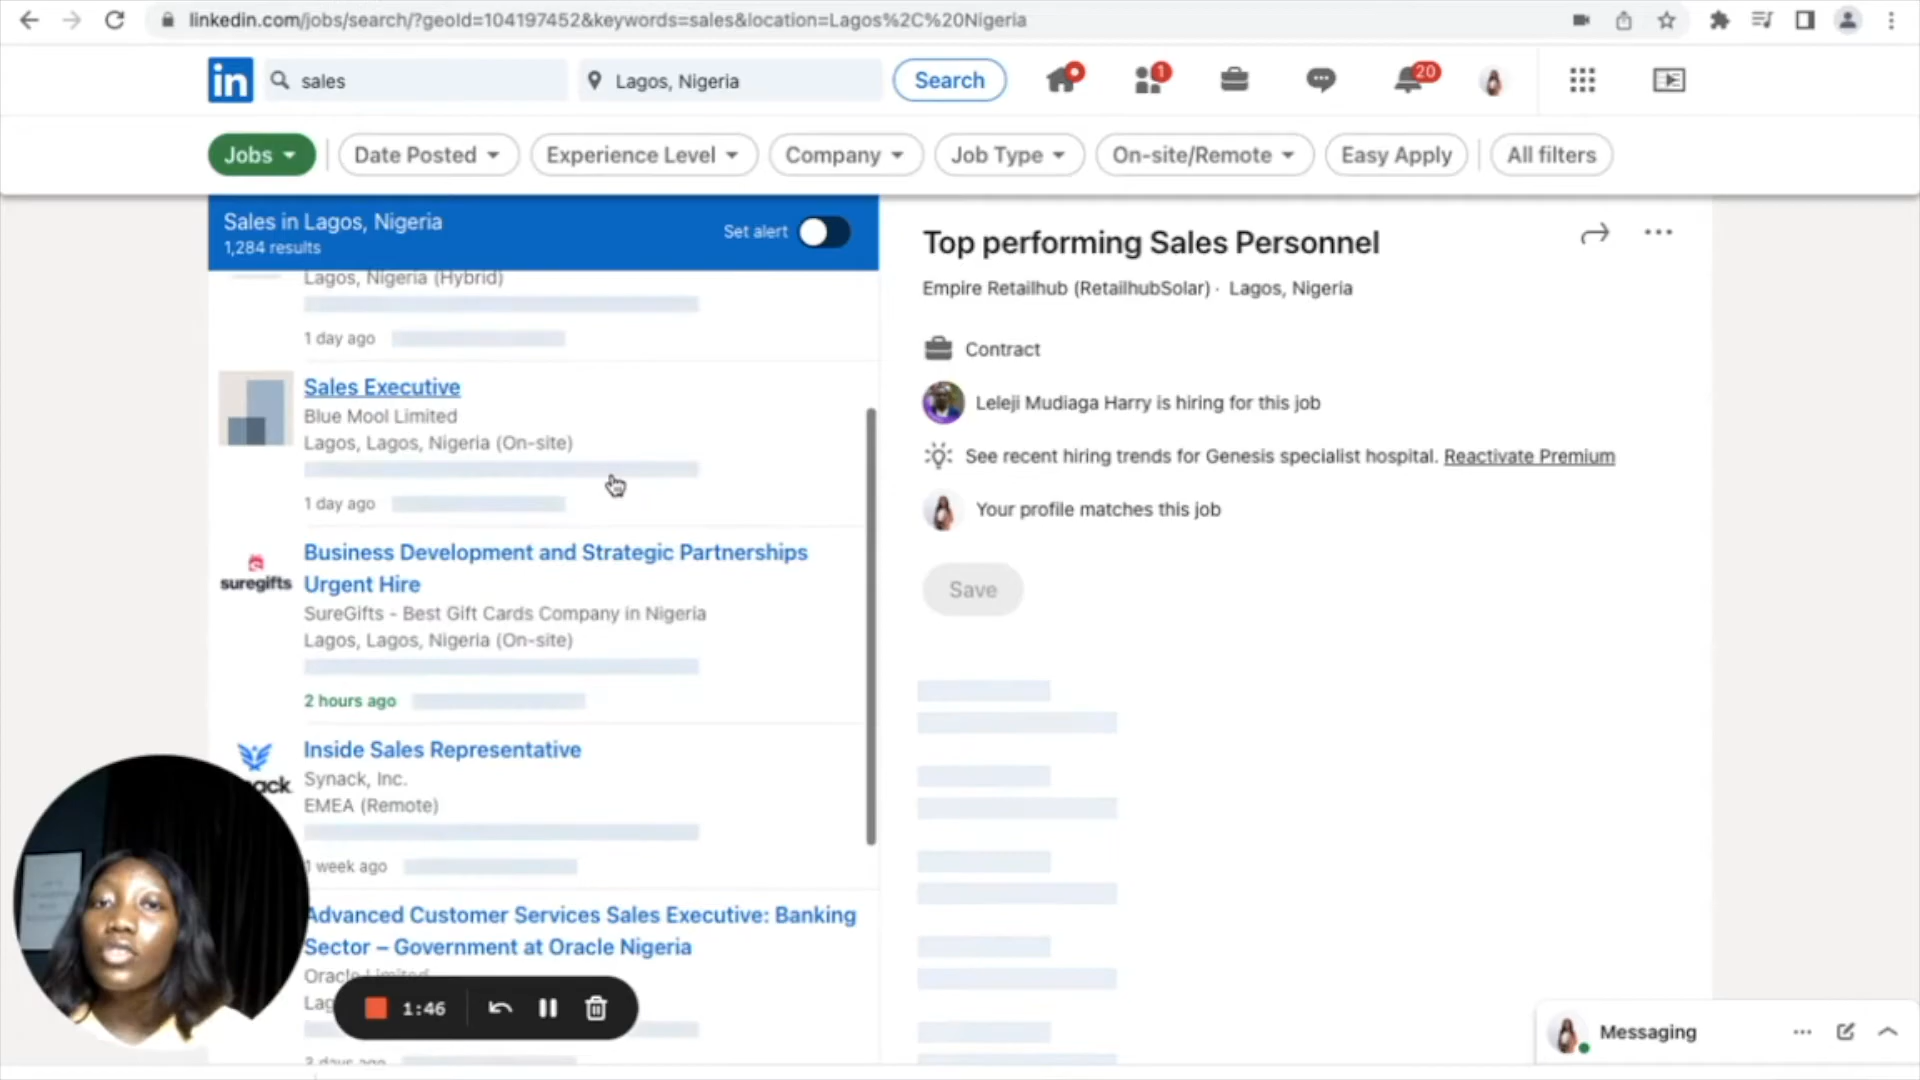 linkedin.com/jobs/search/?geoId=104197452&keywords=sales&location=Lagos%2C%20Nigeria
in
sales
Lagos, Nigeria
Search
1
20
Jobs
Date Posted
Experience Level
Company
Job Type
On-site/Remote
Easy Apply
All filters
Sales in Lagos, Nigeria
1,284 results
Set alert
Lagos, Nigeria (Hybrid)
1 day ago
Sales Executive
Blue Mool Limited
Lagos, Lagos, Nigeria (On-site)
1 day ago
suregifts
Business Development and Strategic Partnerships
Urgent Hire
SureGifts - Best Gift Cards Company in Nigeria
Lagos, Lagos, Nigeria (On-site)
2 hours ago
Inside Sales Representative
Synack, Inc.
EMEA (Remote)
1 week ago
Advanced Customer Services Sales Executive: Banking
Sector – Government at Oracle Nigeria
Oracle Limited
1:46
Top performing Sales Personnel
Empire Retailhub (RetailhubSolar) · Lagos, Nigeria
Contract
Leleji Mudiaga Harry is hiring for this job
See recent hiring trends for Genesis specialist hospital. Reactivate Premium
Your profile matches this job
Save
Messaging